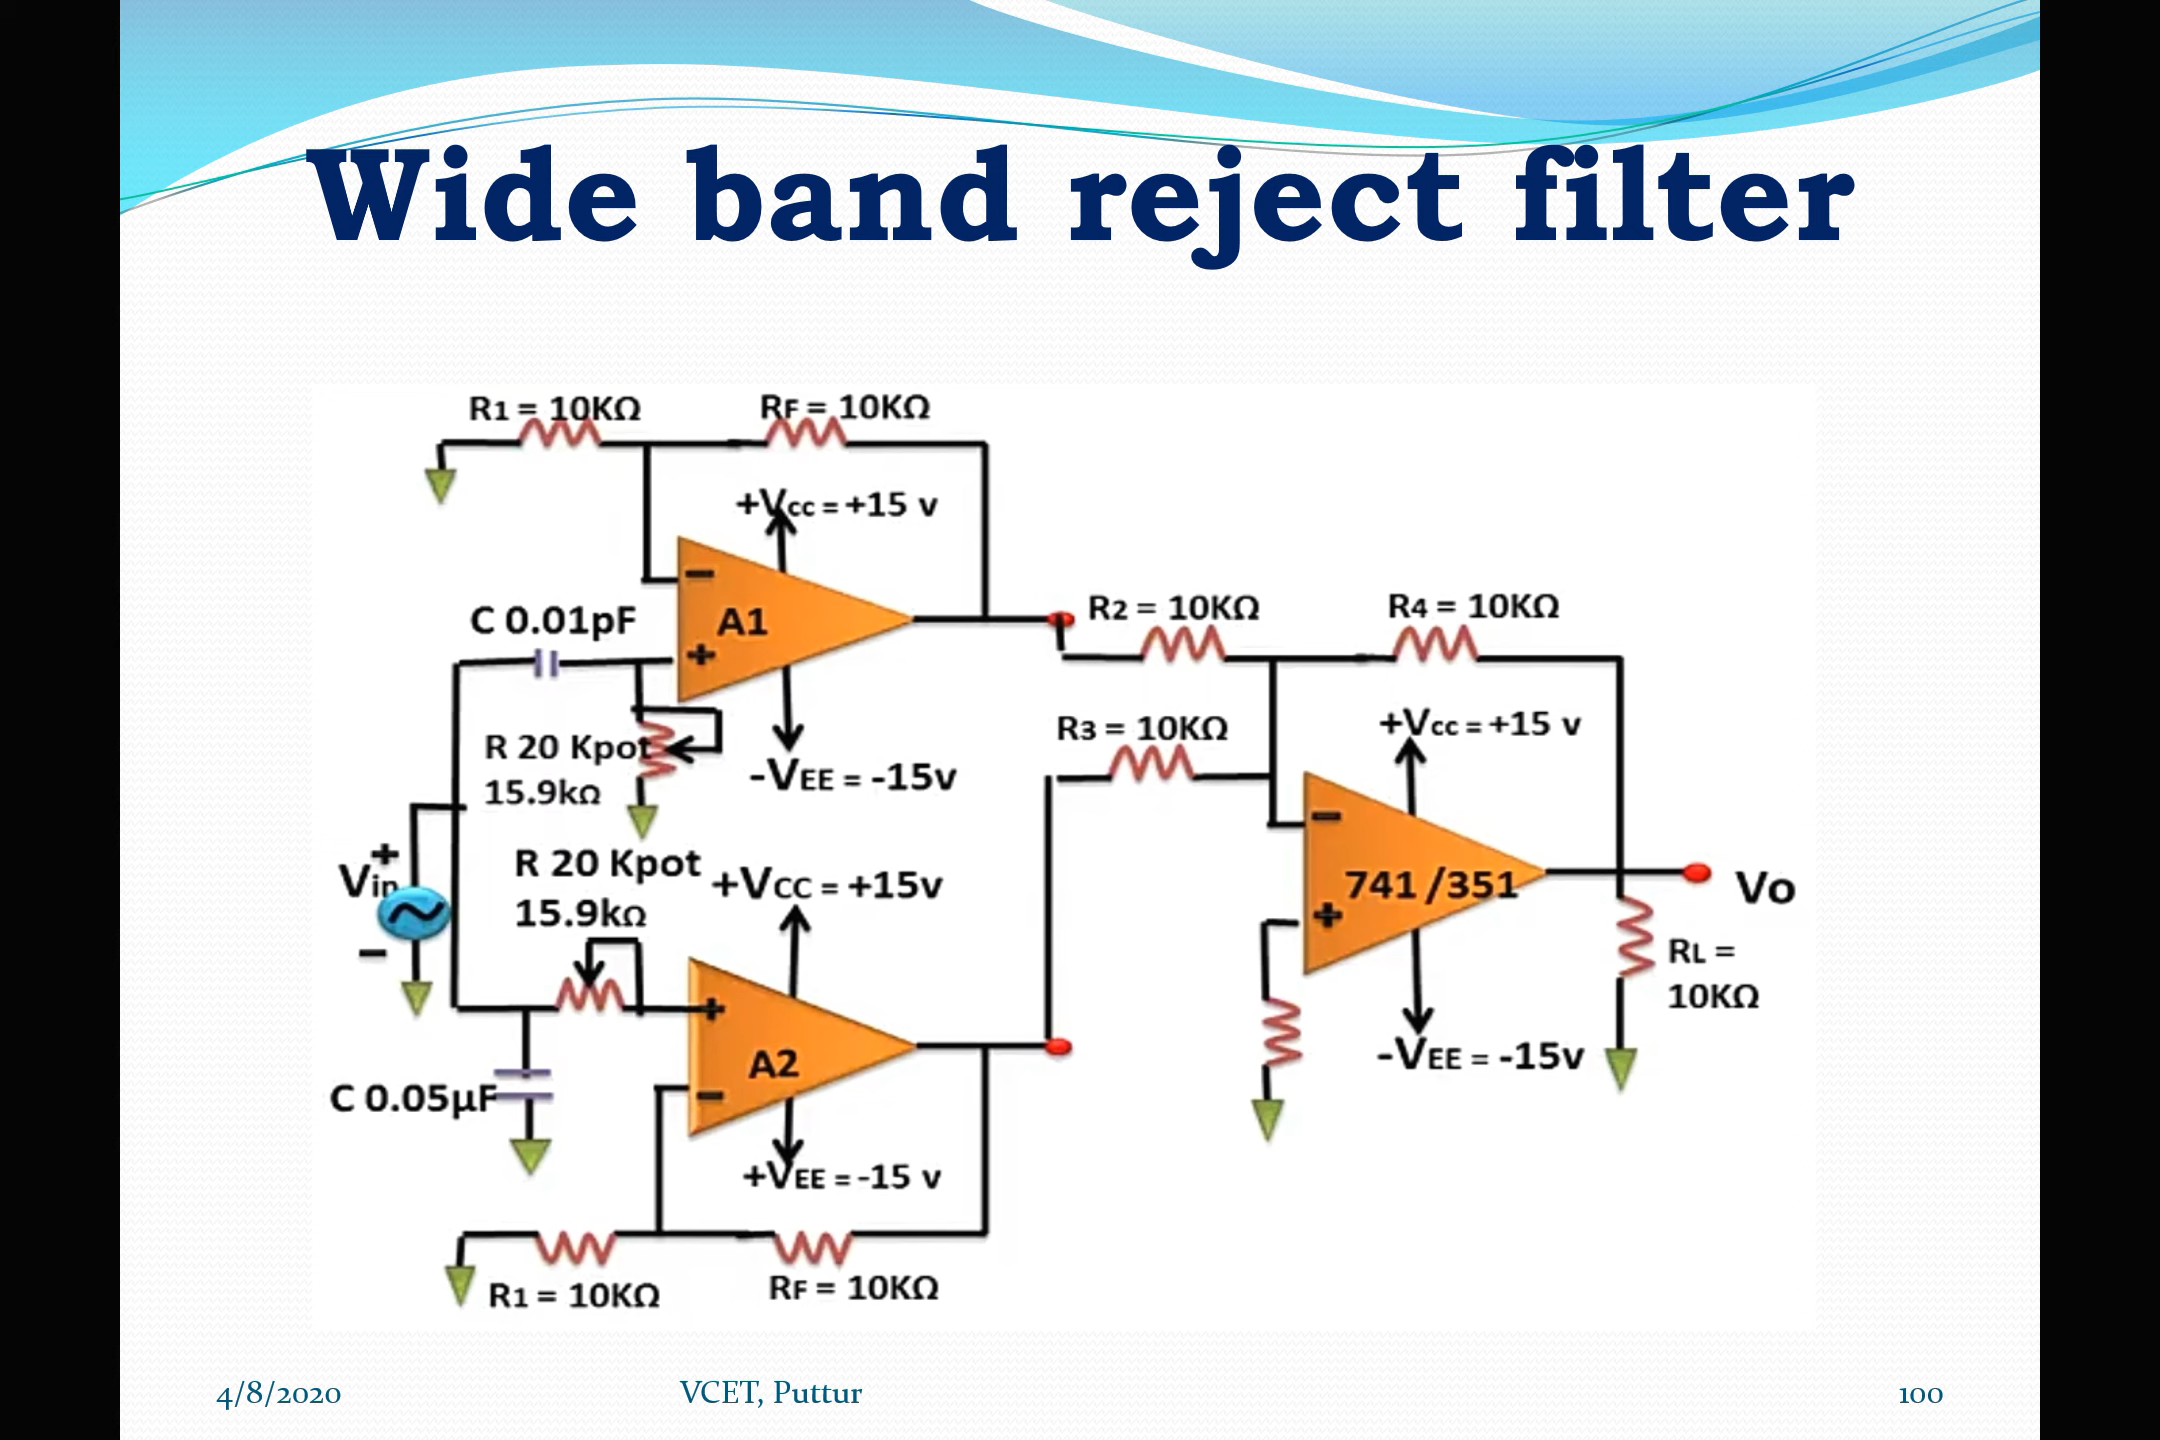 Wide band reject filter
R1 = 10KΩ
RF = 10KΩ
+Vcc = +15 v
A1
C 0.01pF
R2 = 10KΩ
R4 = 10KΩ
R 20 Kpot
15.9kΩ
-VEE = -15v
R3 = 10KΩ
+Vcc = +15 v
+
Vin
−
R 20 Kpot
15.9kΩ
+VCC = +15v
741 /351
Vo
RL =
10KΩ
A2
C 0.05µF
-VEE = -15v
+VEE = -15 v
R1 = 10KΩ
RF = 10KΩ
4/8/2020
VCET, Puttur
100